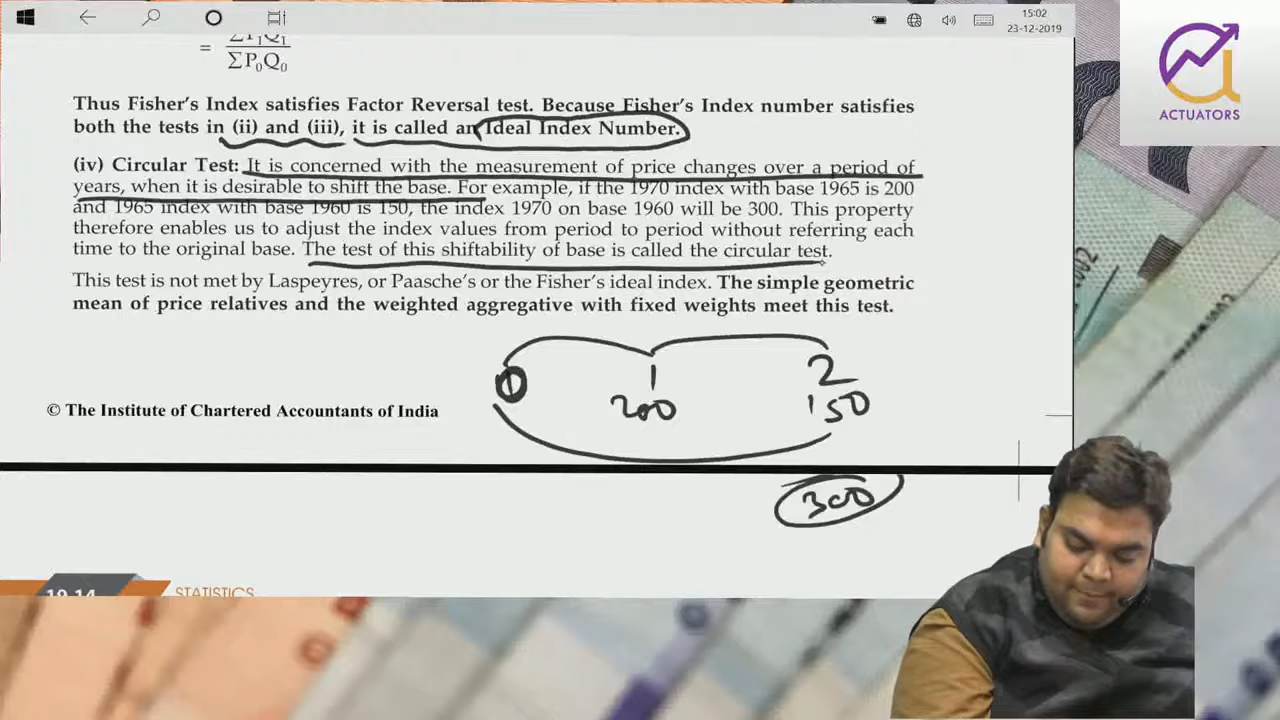 15:02
23-12-2019
ACTUATORS
=
ΣP₀Q₀
Thus Fisher's Index satisfies Factor Reversal test. Because Fisher's Index number satisfies
both the tests in (ii) and (iii), it is called an Ideal Index Number.
(iv) Circular Test: It is concerned with the measurement of price changes over a period of
years, when it is desirable to shift the base. For example, if the 1970 index with base 1965 is 200
and 1965 index with base 1960 is 150, the index 1970 on base 1960 will be 300. This property
therefore enables us to adjust the index values from period to period without referring each
time to the original base. The test of this shiftability of base is called the circular test.
This test is not met by Laspeyres, or Paasche's or the Fisher's ideal index. The simple geometric
mean of price relatives and the weighted aggregative with fixed weights meet this test.
0 1 2
200 150
© The Institute of Chartered Accountants of India
300
19.14 STATISTICS